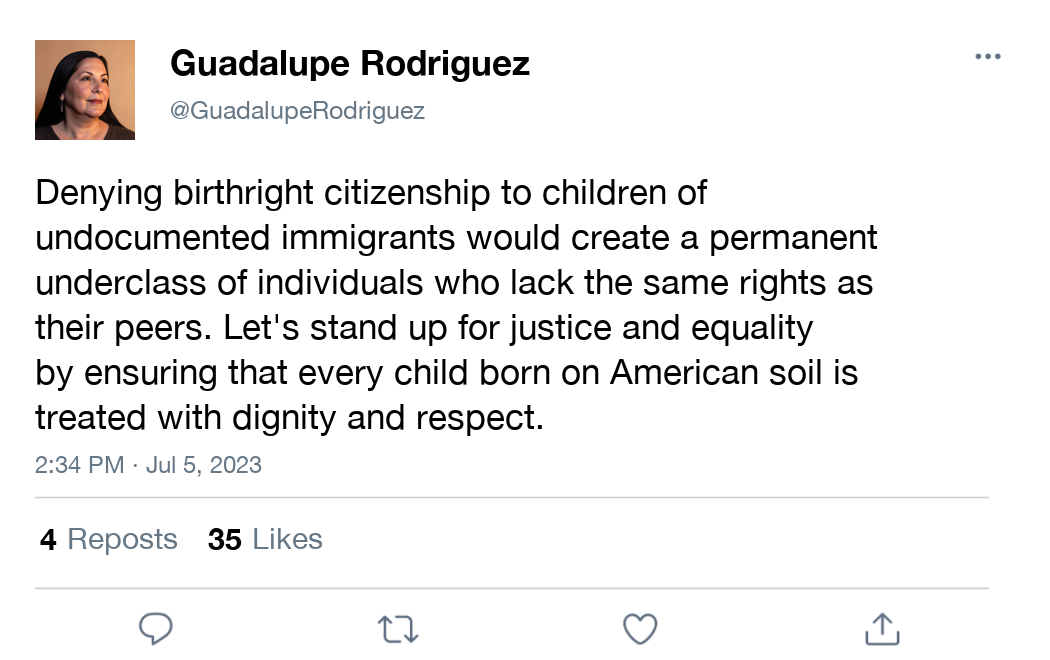 Guadalupe Rodriguez
@GuadalupeRodriguez
Denying birthright citizenship to children of
undocumented immigrants would create a permanent
underclass of individuals who lack the same rights as
their peers. Let's stand up for justice and equality
by ensuring that every child born on American soil is
treated with dignity and respect.
2:34 PM · Jul 5, 2023
4 Reposts 35 Likes